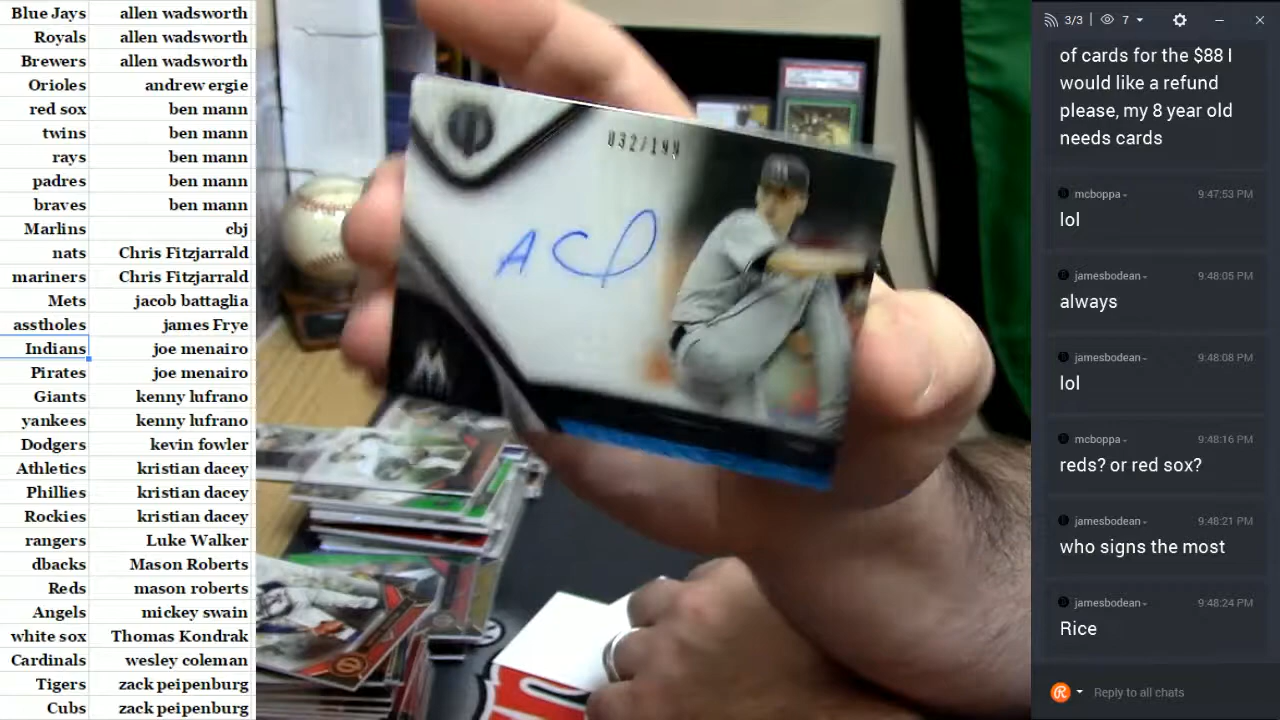 Blue Jays allen wadsworth
Royals allen wadsworth
Brewers allen wadsworth
Orioles andrew ergie
red sox ben mann
twins ben mann
rays ben mann
padres ben mann
braves ben mann
Marlins cbj
nats Chris Fitzjarrald
mariners Chris Fitzjarrald
Mets jacob battaglia
asstholes james Frye
Indians joe menairo
Pirates joe menairo
Giants kenny lufrano
yankees kenny lufrano
Dodgers kevin fowler
Athletics kristian dacey
Phillies kristian dacey
Rockies kristian dacey
rangers Luke Walker
dbacks Mason Roberts
Reds mason roberts
Angels mickey swain
white sox Thomas Kondrak
Cardinals wesley coleman
Tigers zack peipenburg
Cubs zack peipenburg
032/199
3/3 7
of cards for the $88 I
would like a refund
please, my 8 year old
needs cards
mcboppa 9:47:53 PM
lol
jamesbodean 9:48:05 PM
always
jamesbodean 9:48:08 PM
lol
mcboppa 9:48:16 PM
reds? or red sox?
jamesbodean 9:48:21 PM
who signs the most
jamesbodean 9:48:24 PM
Rice
Reply to all chats